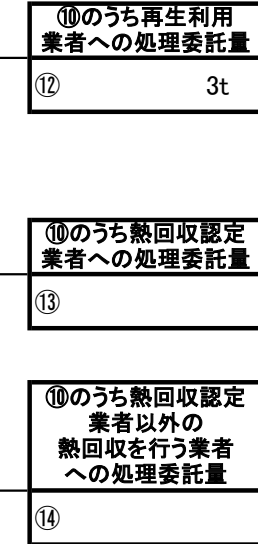 ⑩のうち再生利用
業者への処理委託量
⑫ 3t
⑩のうち熱回収認定
業者への処理委託量
⑬
⑩のうち熱回収認定
業者以外の
熱回収を行う業者
への処理委託量
⑭